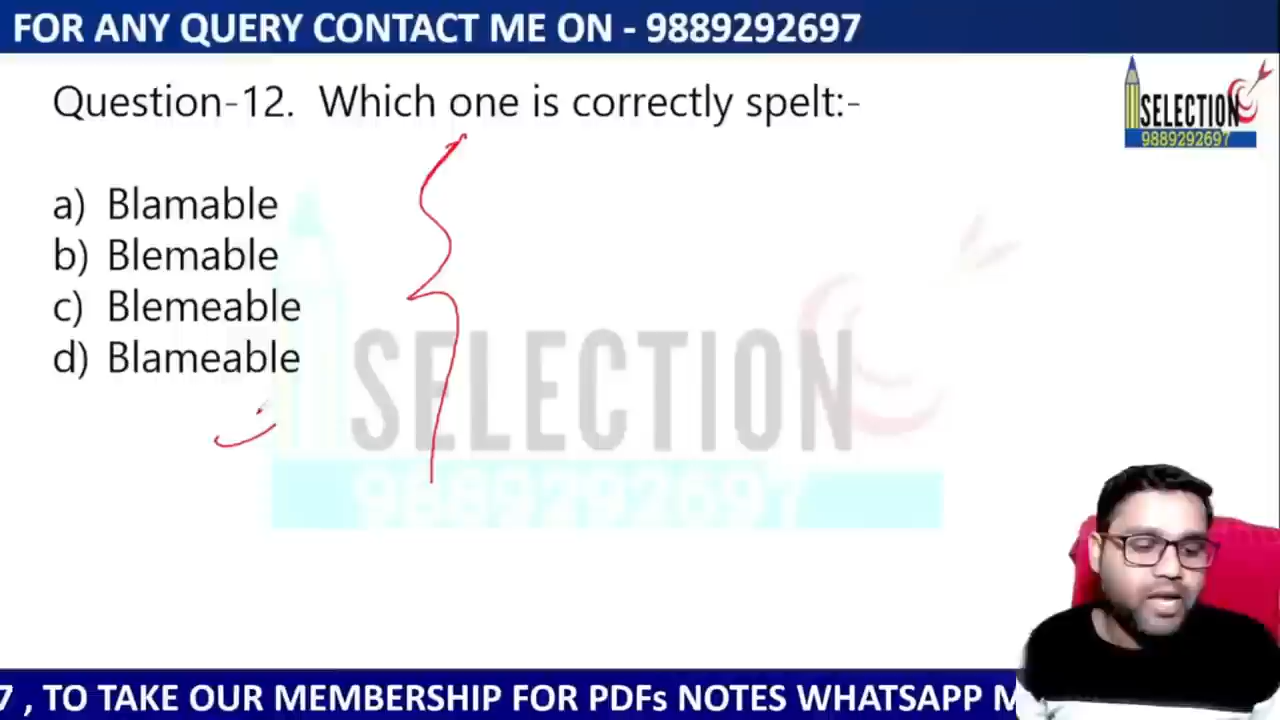 FOR ANY QUERY CONTACT ME ON - 9889292697
SELECTION
9889292697
Question-12. Which one is correctly spelt:-
a) Blamable
b) Blemable
c) Blemeable
d) Blameable
SELECTION
9889292697
7 , TO TAKE OUR MEMBERSHIP FOR PDFs NOTES WHATSAPP M